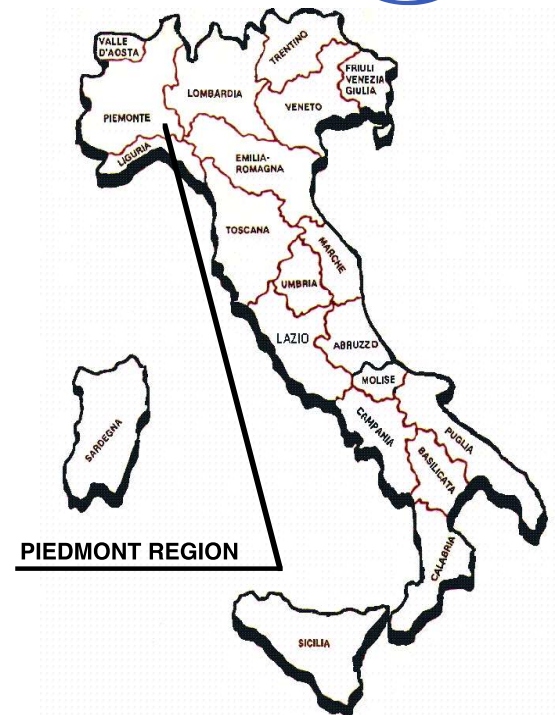 TRENTINO
VALLE
D'AOSTA
FRIULI
VENEZIA
GIULIA
LOMBARDIA
VENETO
PIEMONTE
LIGURIA
EMILIA-
ROMAGNA
TOSCANA
MARCHE
UMBRIA
LAZIO
ABRUZZO
MOLISE
CAMPANIA
PUGLIA
BASILICATA
SARDEGNA
PIEDMONT REGION
CALABRIA
SICILIA